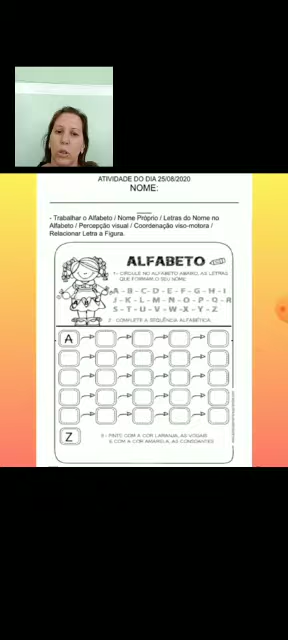 ATIVIDADE DO DIA 25/08/2020
NOME:
- Trabalhar o Alfabeto / Nome Próprio / Letras do Nome no
Alfabeto / Percepção visual / Coordenação viso-motora /
Relacionar Letra a Figura.
ALFABETO
1 - CIRCULE NO ALFABETO ABAIXO, AS LETRAS
QUE FORMAM O SEU NOME
A - B - C - D - E - F - G - H - I
J - K - L - M - N - O - P - Q - R
S - T - U - V - W - X - Y - Z
2 - COMPLETE A SEQUÊNCIA ALFABÉTICA
A
Z
3 - PINTE COM A COR LARANJA, AS VOGAIS
E COM A COR AMARELA, AS CONSOANTES